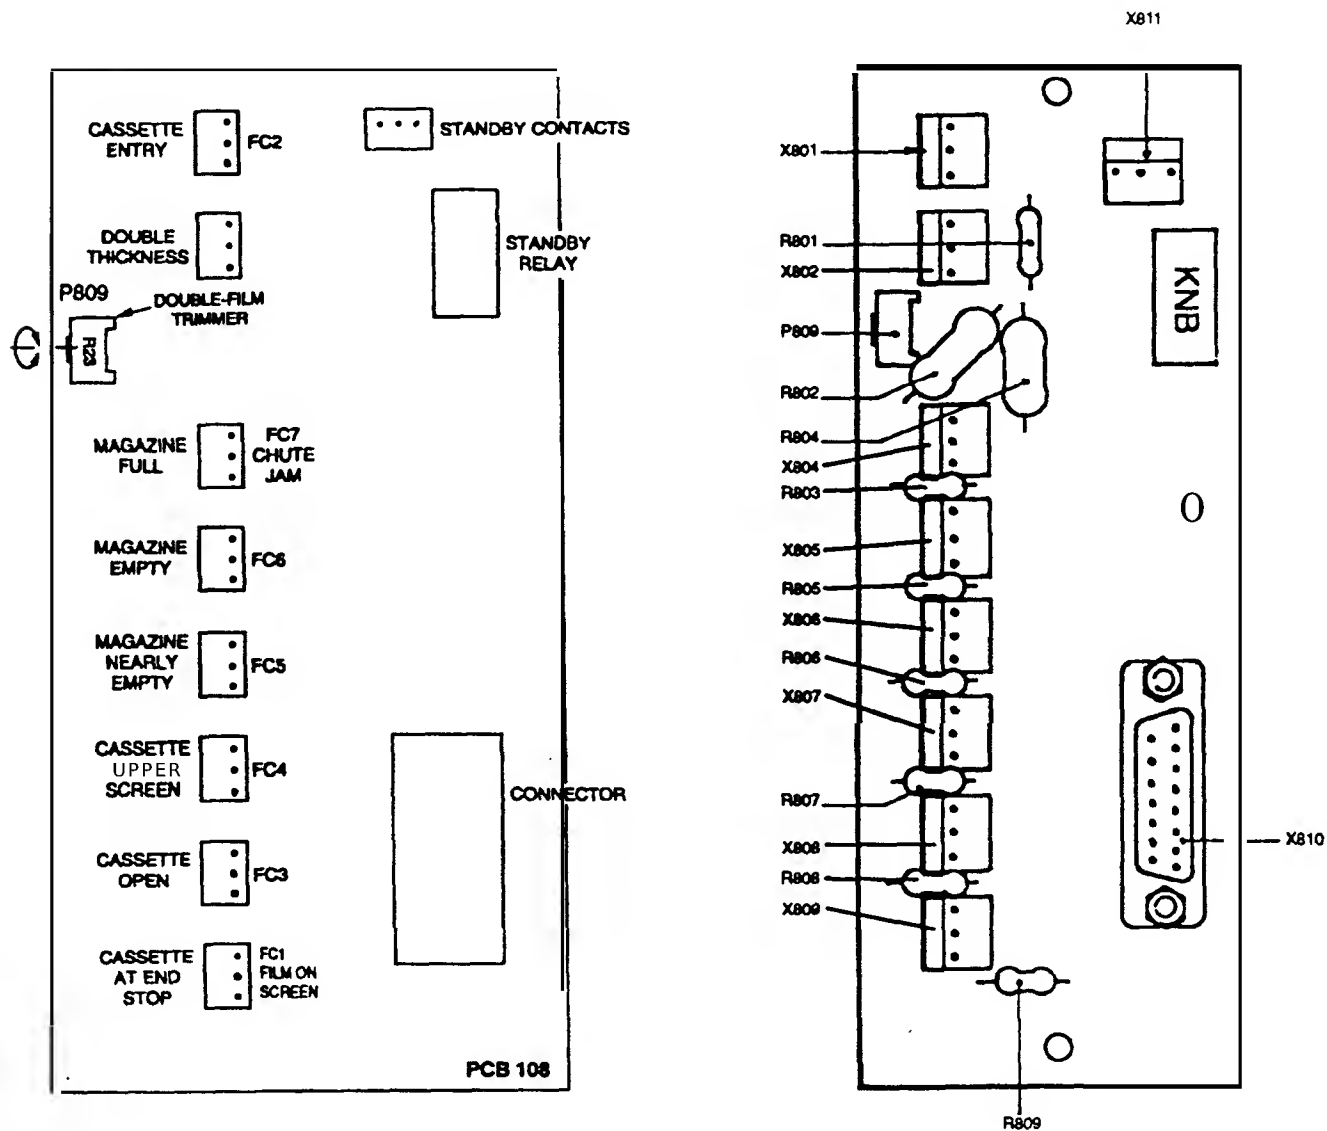 CASSETTE
ENTRY
FC2
STANDBY CONTACTS
DOUBLE
THICKNESS
STANDBY
RELAY
P809
DOUBLE-FILM
TRIMMER
R23
MAGAZINE
FULL
FC7
CHUTE
JAM
MAGAZINE
EMPTY
FC6
MAGAZINE
NEARLY
EMPTY
FC5
CASSETTE
UPPER
SCREEN
FC4
CONNECTOR
CASSETTE
OPEN
FC3
CASSETTE
AT END
STOP
FC1
FILM ON
SCREEN
PCB 108
X811
X801
R801
X802
KNB
P809
R802
R804
X804
R803
X805
R805
X806
R806
X807
R807
X808
X810
R808
X809
R809